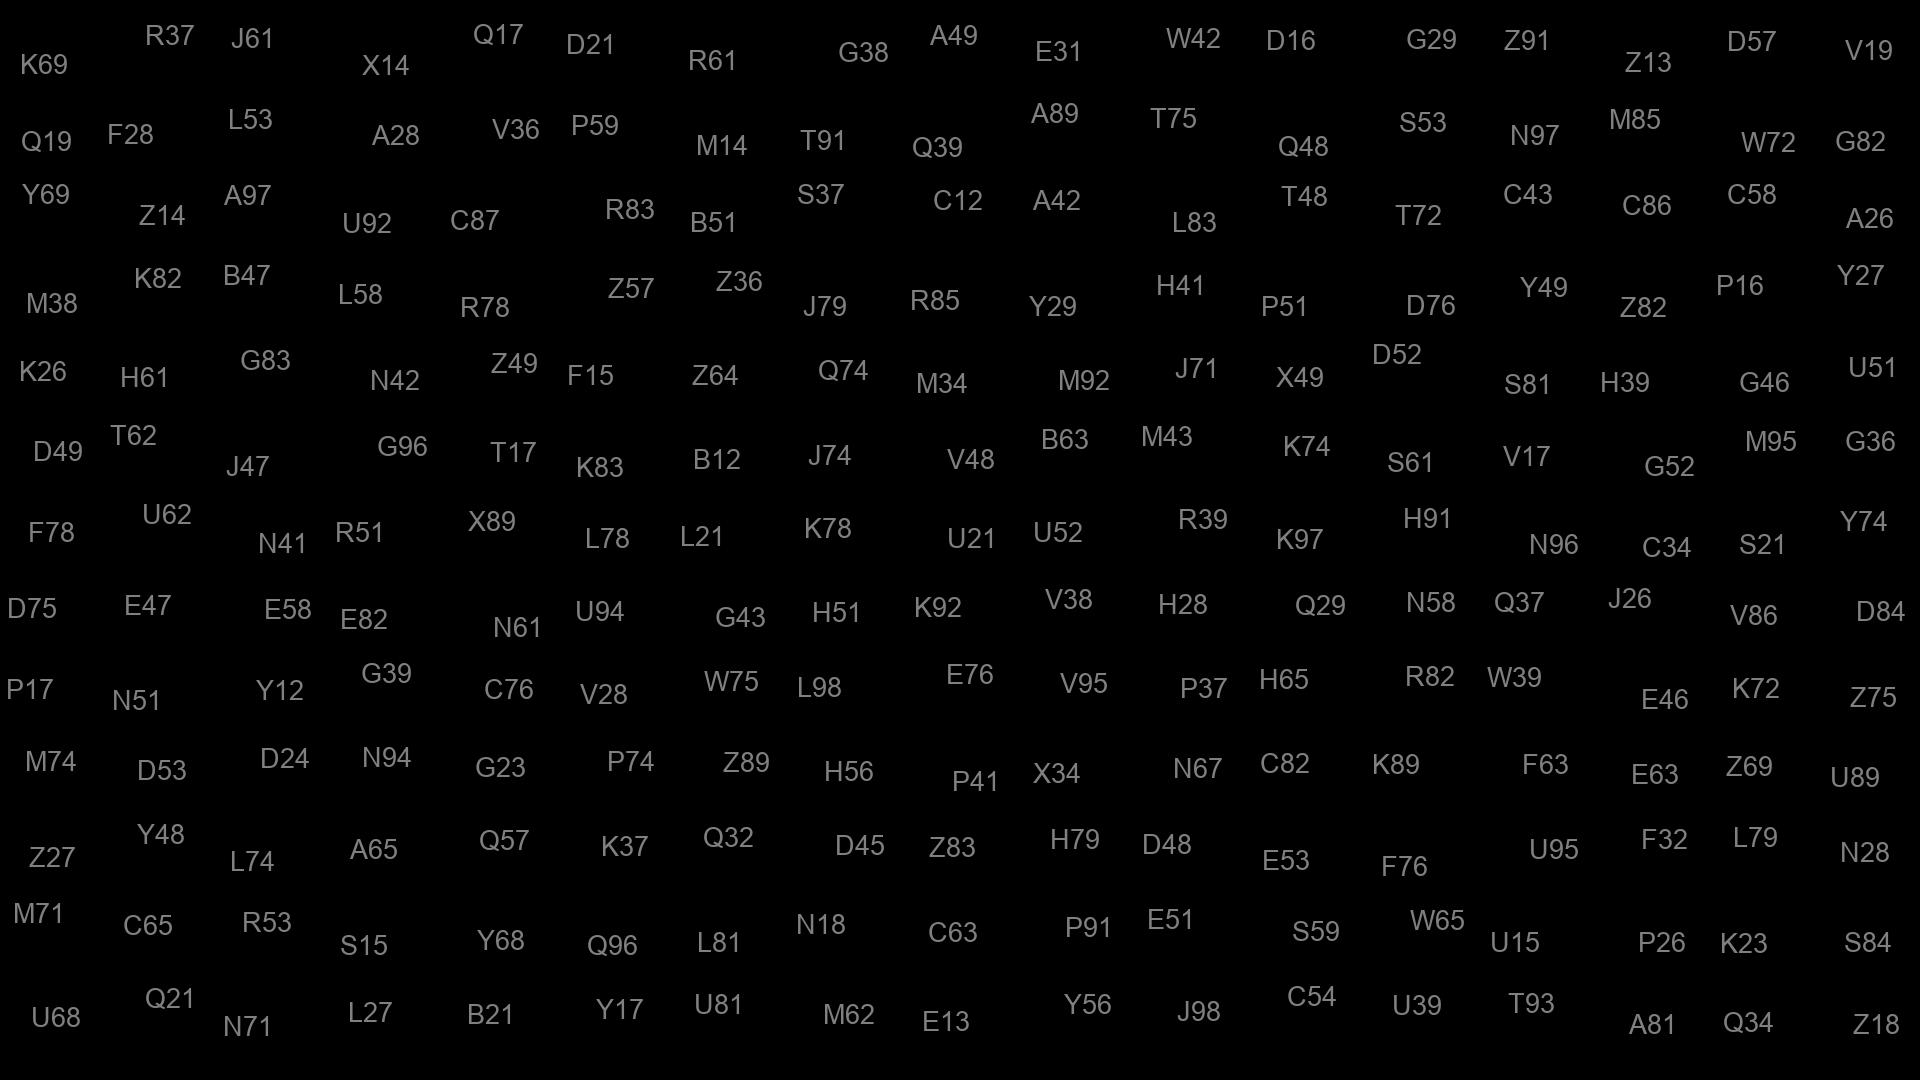 K69 R37 J61 X14 Q17 D21 R61 G38 A49 E31 W42 D16 G29 Z91 Z13 D57 V19
Q19 F28 L53 A28 V36 P59 M14 T91 Q39 A89 T75 Q48 S53 N97 M85 W72 G82
Y69 Z14 A97 U92 C87 R83 B51 S37 C12 A42 L83 T48 T72 C43 C86 C58 A26
M38 K82 B47 L58 R78 Z57 Z36 J79 R85 Y29 H41 P51 D76 Y49 Z82 P16 Y27
K26 H61 G83 N42 Z49 F15 Z64 Q74 M34 M92 J71 X49 D52 S81 H39 G46 U51
D49 T62 J47 G96 T17 K83 B12 J74 V48 B63 M43 K74 S61 V17 G52 M95 G36
F78 U62 N41 R51 X89 L78 L21 K78 U21 U52 R39 K97 H91 N96 C34 S21 Y74
D75 E47 E58 E82 N61 U94 G43 H51 K92 V38 H28 Q29 N58 Q37 J26 V86 D84
P17 N51 Y12 G39 C76 V28 W75 L98 E76 V95 P37 H65 R82 W39 E46 K72 Z75
M74 D53 D24 N94 G23 P74 Z89 H56 P41 X34 N67 C82 K89 F63 E63 Z69 U89
Z27 Y48 L74 A65 Q57 K37 Q32 D45 Z83 H79 D48 E53 F76 U95 F32 L79 N28
M71 C65 R53 S15 Y68 Q96 L81 N18 C63 P91 E51 S59 W65 U15 P26 K23 S84
U68 Q21 N71 L27 B21 Y17 U81 M62 E13 Y56 J98 C54 U39 T93 A81 Q34 Z18